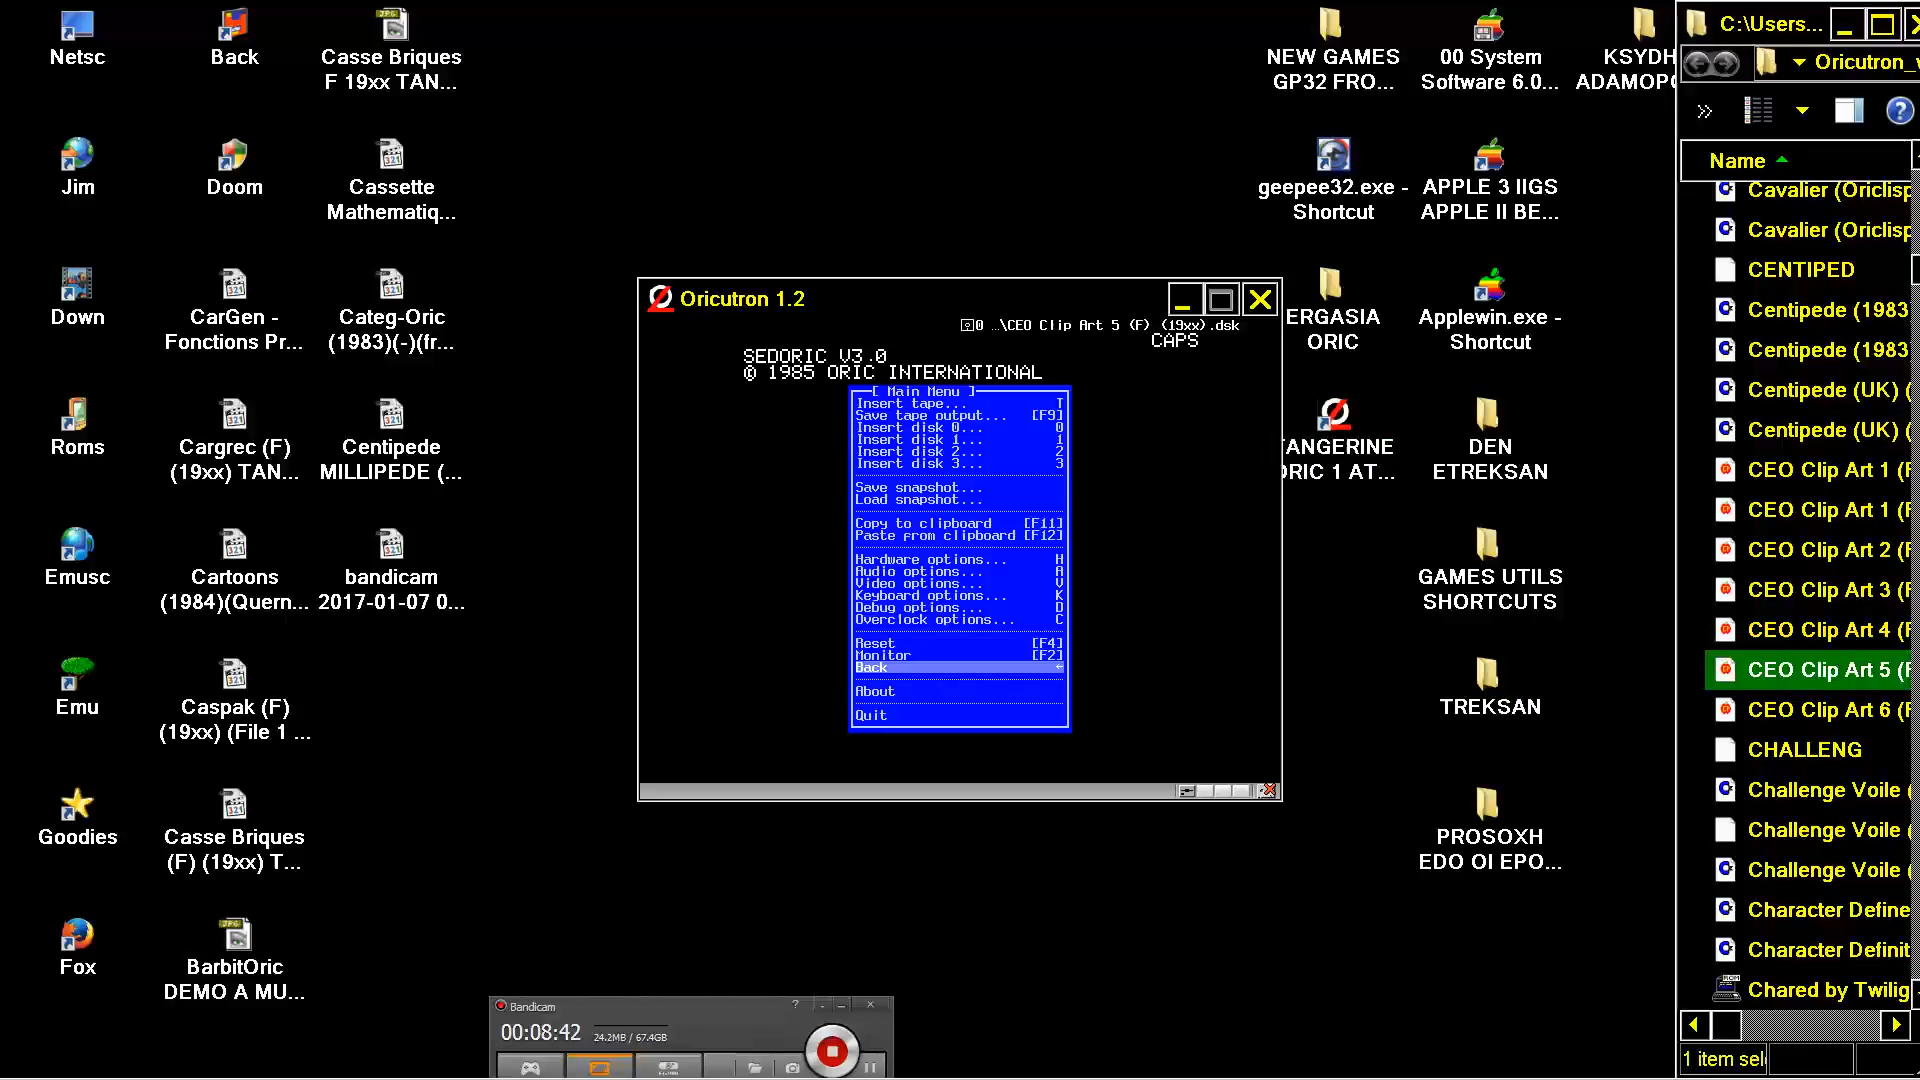 Netsc
Back
Casse Briques
F 19xx TAN...
Jim
Doom
Cassette
Mathematiq...
Down
CarGen -
Fonctions Pr...
Categ-Oric
(1983)(-)(fr...
Roms
Cargrec (F)
(19xx) TAN...
Centipede
MILLIPEDE (...
Emusc
Cartoons
(1984)(Quern...
bandicam
2017-01-07 0...
Emu
Caspak (F)
(19xx) (File 1 ...
Goodies
Casse Briques
(F) (19xx) T...
Fox
BarbitOric
DEMO A MU...
NEW GAMES
GP32 FRO...
00 System
Software 6.0...
KSYDH
ADAMOPO
geepee32.exe -
Shortcut
APPLE 3 IIGS
APPLE II BE...
ERGASIA
ORIC
Applewin.exe -
Shortcut
ANGERINE
ORIC 1 AT...
DEN
ETREKSAN
GAMES UTILS
SHORTCUTS
TREKSAN
PROSOXH
EDO OI EPO...
Oricutron 1.2
0 ...\CEO Clip Art 5 (F) (19xx).dsk
CAPS
SEDORIC V3.0
© 1985 ORIC INTERNATIONAL
[ Main Menu ]
Insert tape... T
Save tape output... [F9]
Insert disk 0... 0
Insert disk 1... 1
Insert disk 2... 2
Insert disk 3... 3
Save snapshot...
Load snapshot...
Copy to clipboard [F11]
Paste from clipboard [F12]
Hardware options... H
Audio options... A
Video options... V
Keyboard options... K
Debug options... D
Overclock options... C
Reset [F4]
Monitor [F2]
Back ←
About
Quit
Bandicam
00:08:42 24.2MB / 67.4GB
C:\Users...
Oricutron_
Name
Cavalier (Oriclisp
Cavalier (Oriclisp
CENTIPED
Centipede (1983
Centipede (1983
Centipede (UK) (
Centipede (UK) (
CEO Clip Art 1 (F
CEO Clip Art 1 (F
CEO Clip Art 2 (F
CEO Clip Art 3 (F
CEO Clip Art 4 (F
CEO Clip Art 5 (F
CEO Clip Art 6 (F
CHALLENG
Challenge Voile (
Challenge Voile (
Challenge Voile (
Character Define
Character Definit
Chared by Twilig
1 item sel